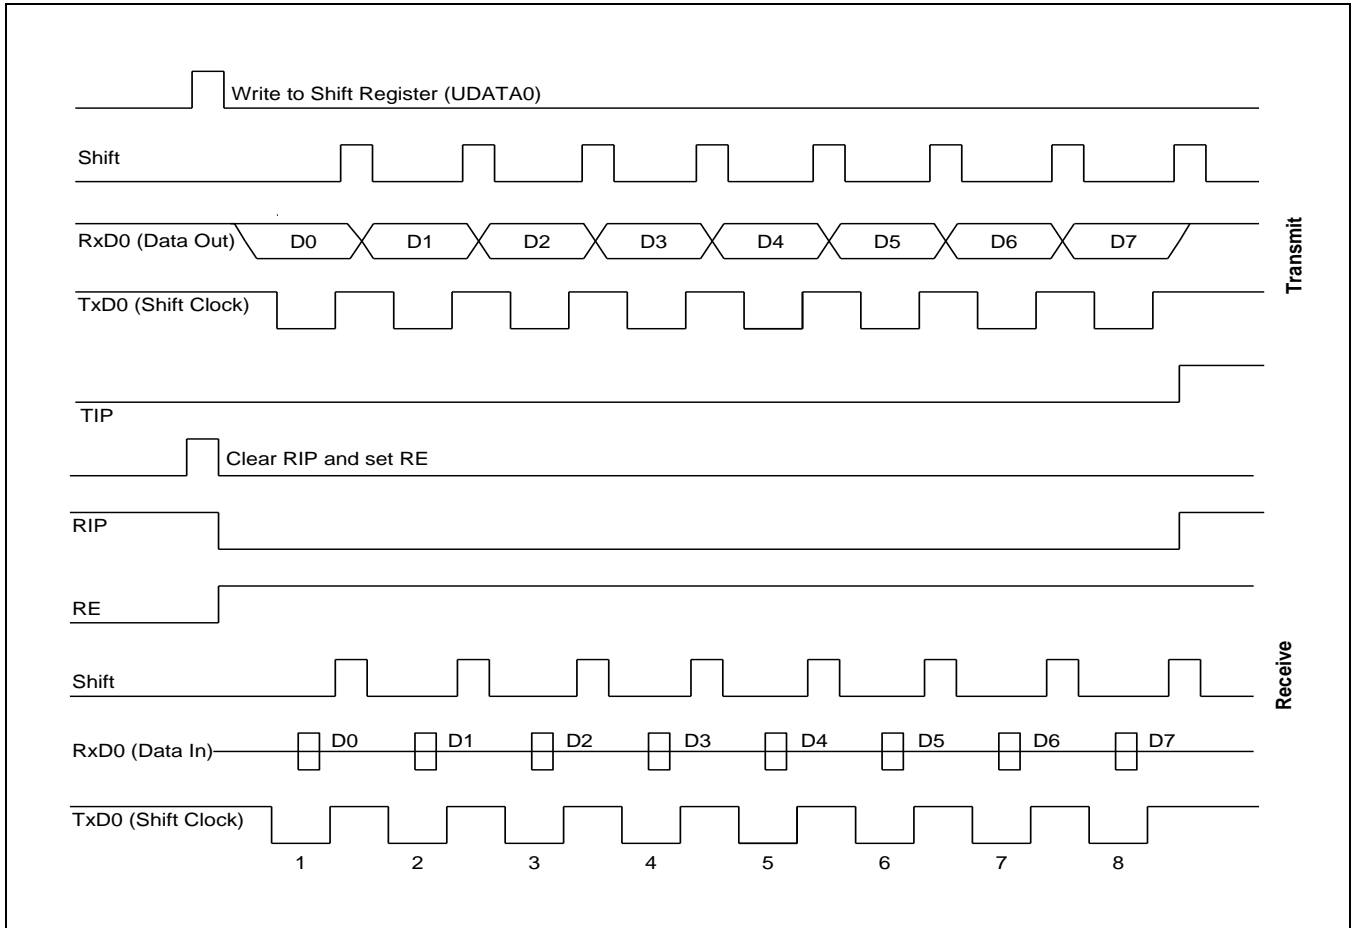 Write to Shift Register (UDATA0)
Shift
RxD0 (Data Out) D0 D1 D2 D3 D4 D5 D6 D7
TxD0 (Shift Clock)
TIP
Transmit
Clear RIP and set RE
RIP
RE
Shift
RxD0 (Data In) D0 D1 D2 D3 D4 D5 D6 D7
TxD0 (Shift Clock)
1 2 3 4 5 6 7 8
Receive